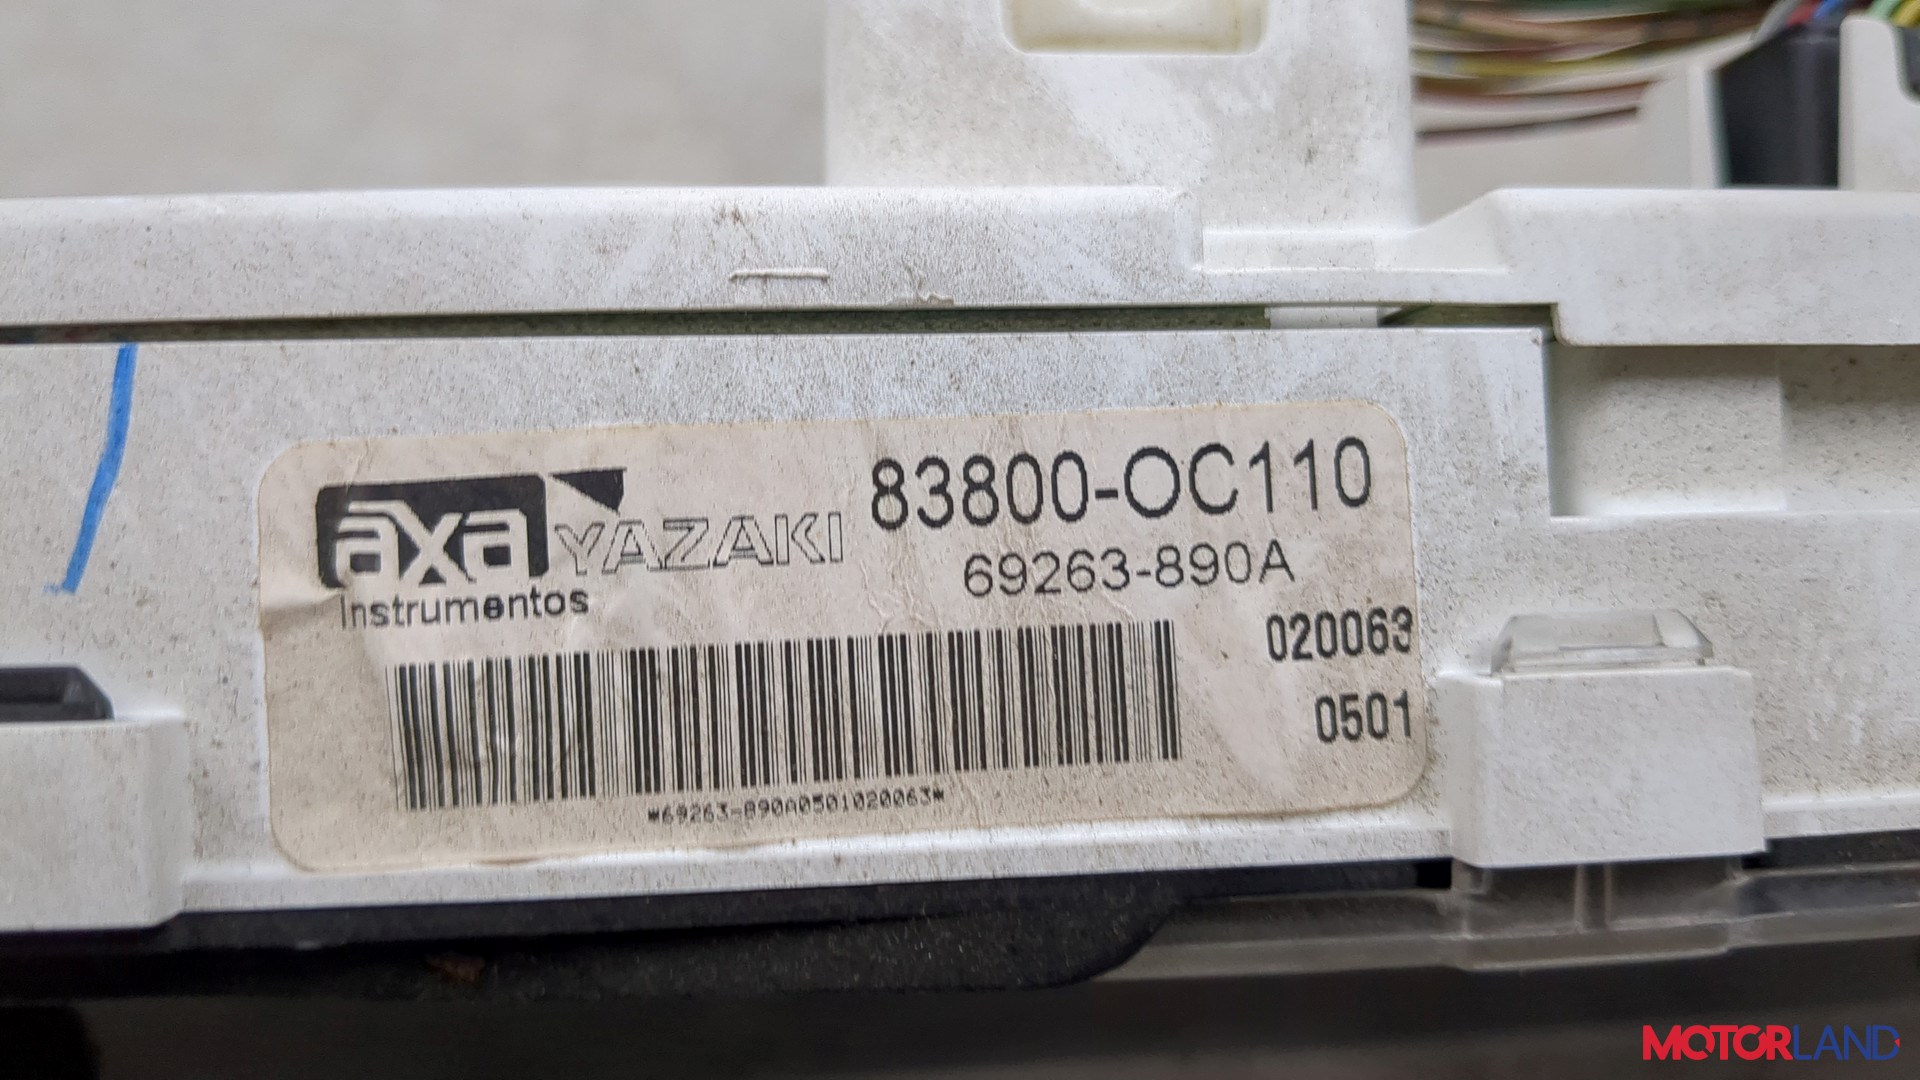 axa YAZAKI 83800-OC110
Instrumentos 69263-890A
020063
0501
*69263-890A0501020063*
MOTORLAND